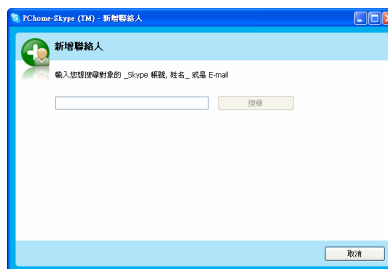 PChome-Skype (TM) - 新增聯絡人
新增聯絡人
輸入您想搜尋對象的 _Skype 帳號, 姓名_ 或是 E-mail
搜尋
取消